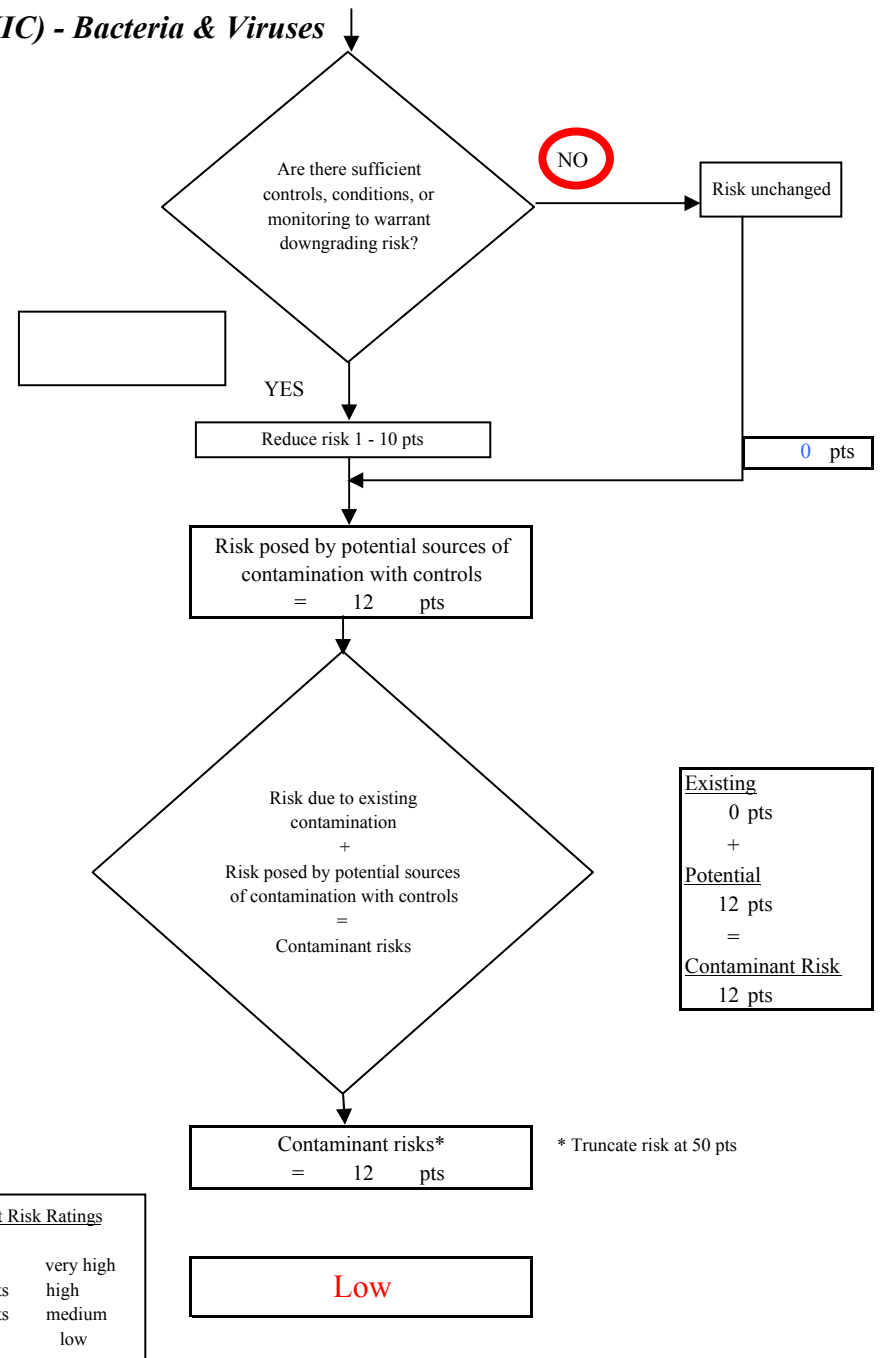 IC) - Bacteria & Viruses
Are there sufficient
controls, conditions, or
monitoring to warrant
downgrading risk?
NO
Risk unchanged
YES
Reduce risk 1 - 10 pts
0 pts
Risk posed by potential sources of
contamination with controls
= 12 pts
Risk due to existing
contamination
+
Risk posed by potential sources
of contamination with controls
=
Contaminant risks
Existing
0 pts
+
Potential
12 pts
=
Contaminant Risk
12 pts
Contaminant risks*
= 12 pts
* Truncate risk at 50 pts
t Risk Ratings
very high
ts high
ts medium
low
Low